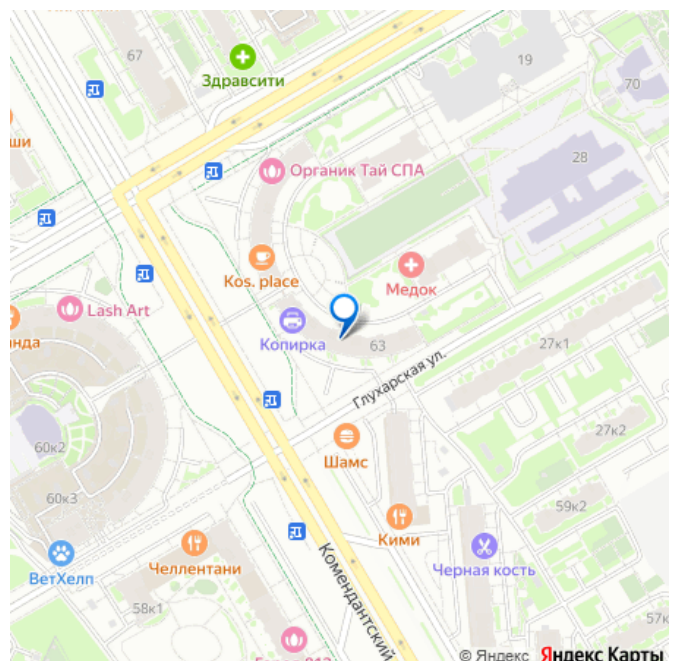 67
Здравсити
19
70
ши
Органик Тай СПА
28
Kos. place
Медок
Lash Art
нда
Копирка
63
27к1
Глухарская ул.
60к2
Шамс
27к2
60к3
59к2
Кими
Челлентани
Черная кость
ВетХелп
Комендантский
58к1
57к
© Яндекс Яндекс Карты